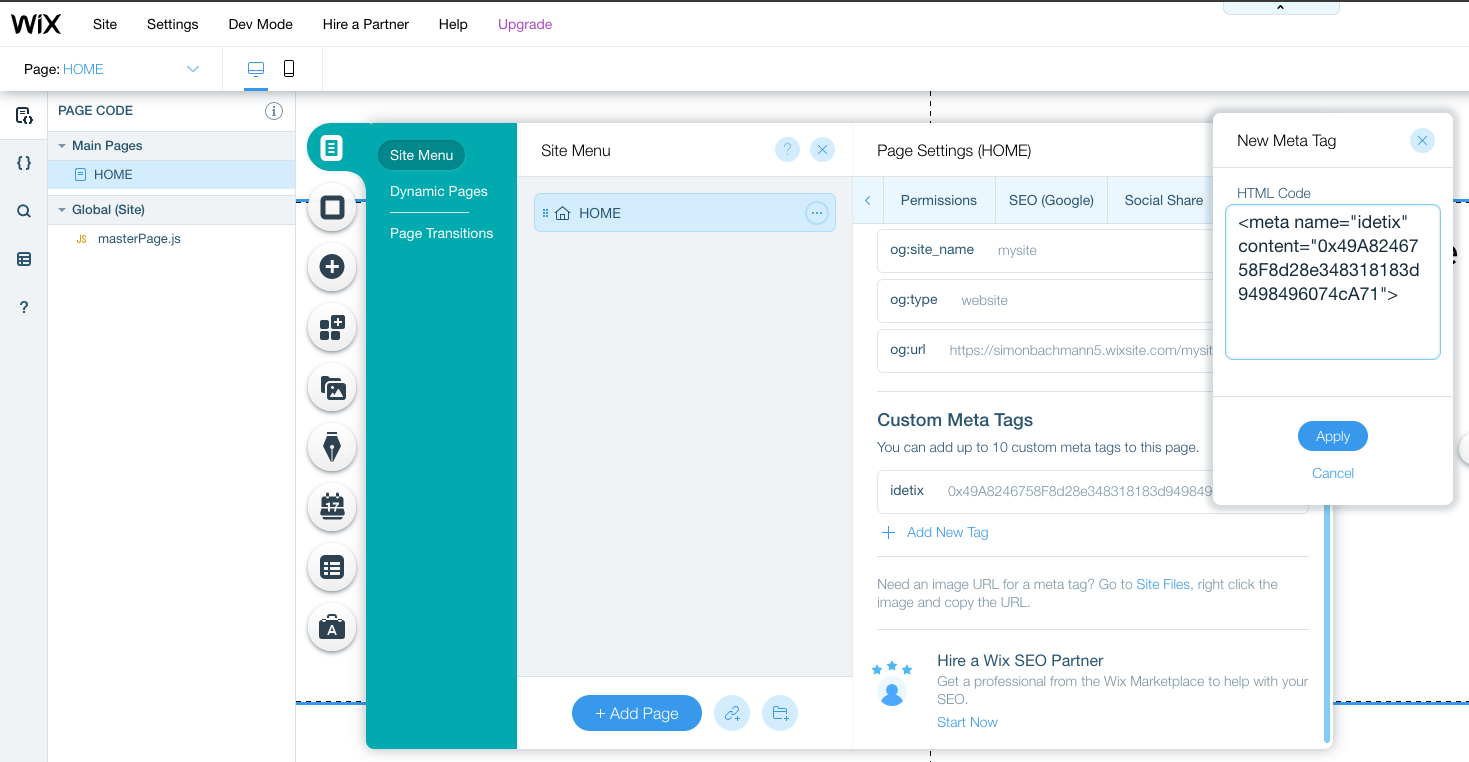 WiX Site Settings Dev Mode Hire a Partner Help Upgrade
Page: HOME
PAGE CODE
Main Pages
HOME
Global (Site)
JS masterPage.js
?
Site Menu
Dynamic Pages
Page Transitions
17
A
Site Menu
?
HOME
+ Add Page
Page Settings (HOME)
Permissions SEO (Google) Social Share
og:site_name mysite
og:type website
og:url https://simonbachmann5.wixsite.com/mysit
Custom Meta Tags
You can add up to 10 custom meta tags to this page.
idetix 0x49A8246758F8d28e348318183d949849
Add New Tag
Need an image URL for a meta tag? Go to Site Files, right click the
image and copy the URL.
Hire a Wix SEO Partner
Get a professional from the Wix Marketplace to help with your
SEO.
Start Now
New Meta Tag
HTML Code
<meta name="idetix"
content="0x49A82467
58F8d28e348318183d
9498496074cA71">
Apply
Cancel
e